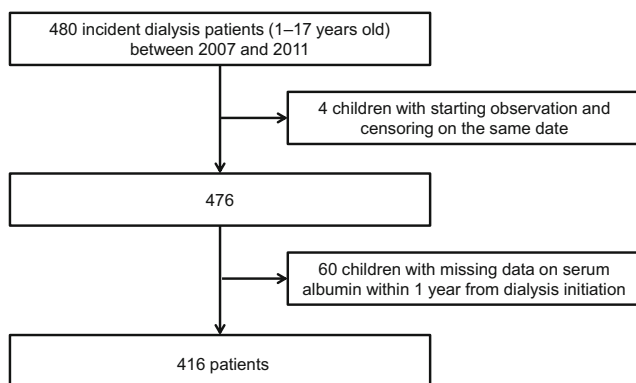 480 incident dialysis patients (1–17 years old)
between 2007 and 2011
4 children with starting observation and
censoring on the same date
476
60 children with missing data on serum
albumin within 1 year from dialysis initiation
416 patients